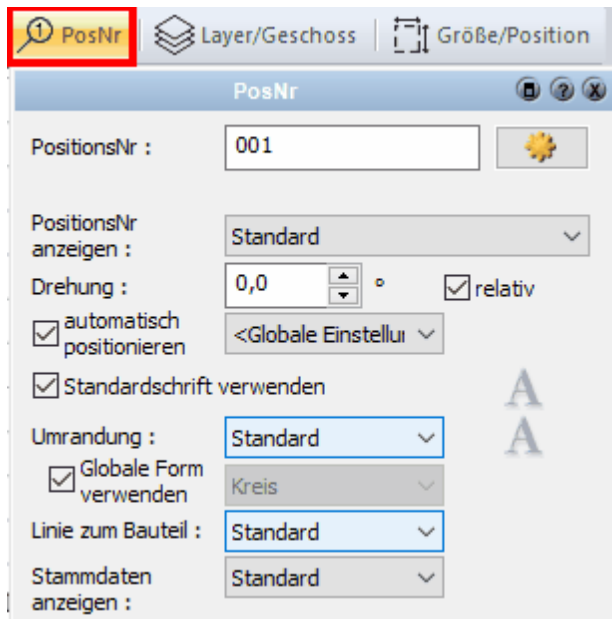 PosNr Layer/Geschoss Größe/Position
PosNr
PositionsNr : 001
PositionsNr
anzeigen : Standard
Drehung : 0,0 ° relativ
automatisch
positionieren <Globale Einstellu
Standardschrift verwenden A
Umrandung : Standard A
Globale Form
verwenden Kreis
Linie zum Bauteil : Standard
Stammdaten
anzeigen : Standard